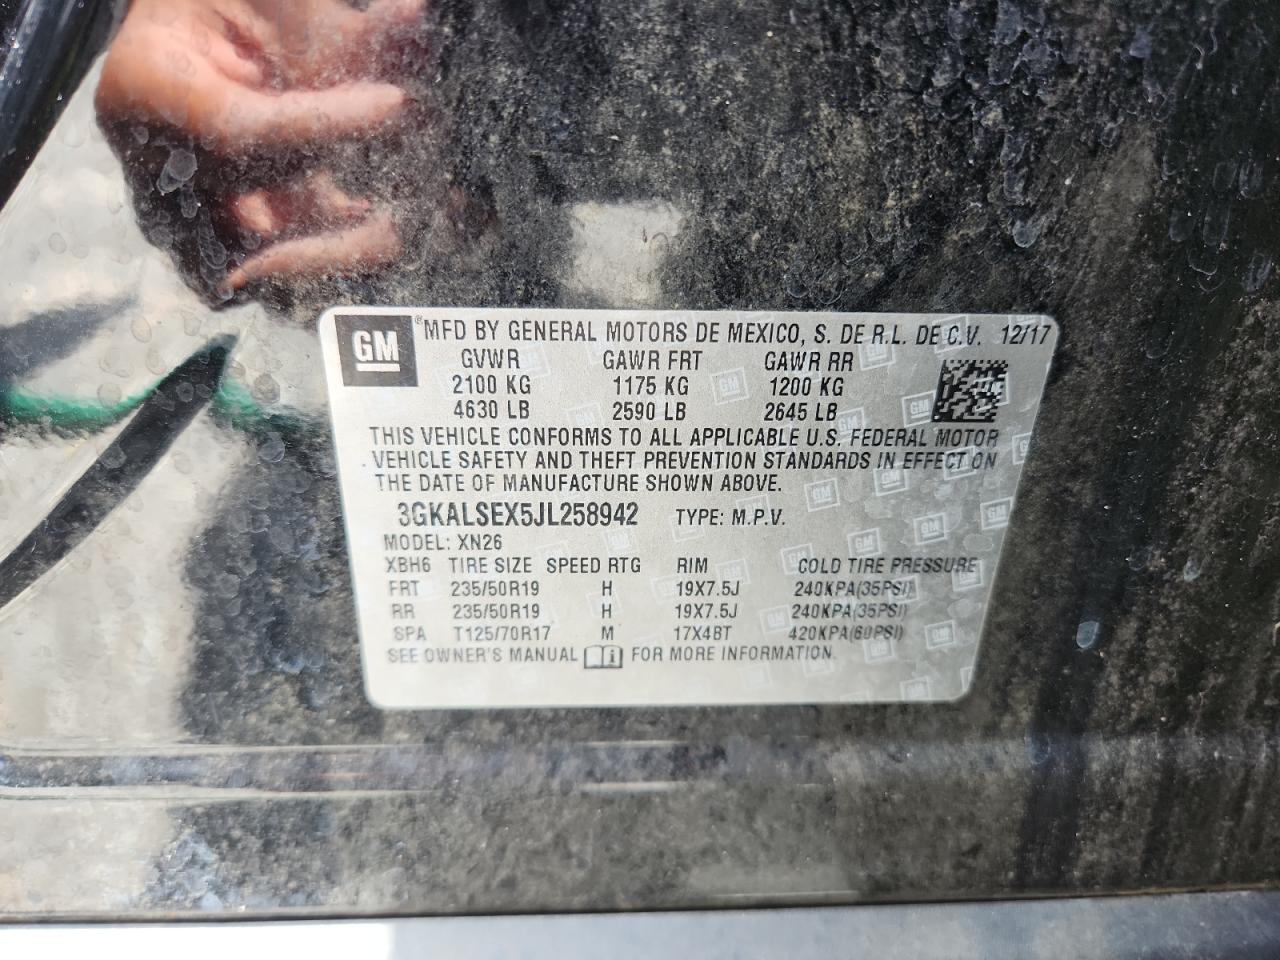 GM ®MFD BY GENERAL MOTORS DE MEXICO, S. DE R.L. DE C.V. 12/17
GVWR GAWR FRT GAWR RR
2100 KG 1175 KG 1200 KG
4630 LB 2590 LB 2645 LB
THIS VEHICLE CONFORMS TO ALL APPLICABLE U.S. FEDERAL MOTOR
VEHICLE SAFETY AND THEFT PREVENTION STANDARDS IN EFFECT ON
THE DATE OF MANUFACTURE SHOWN ABOVE.
3GKALSEX5JL258942 TYPE: M.P.V.
MODEL: XN26
XBH6 TIRE SIZE SPEED RTG RIM COLD TIRE PRESSURE
FRT 235/50R19 H 19X7.5J 240KPA(35PSI)
RR 235/50R19 H 19X7.5J 240KPA(35PSI)
SPA T125/70R17 M 17X4BT 420KPA(60PSI)
SEE OWNER'S MANUAL FOR MORE INFORMATION.